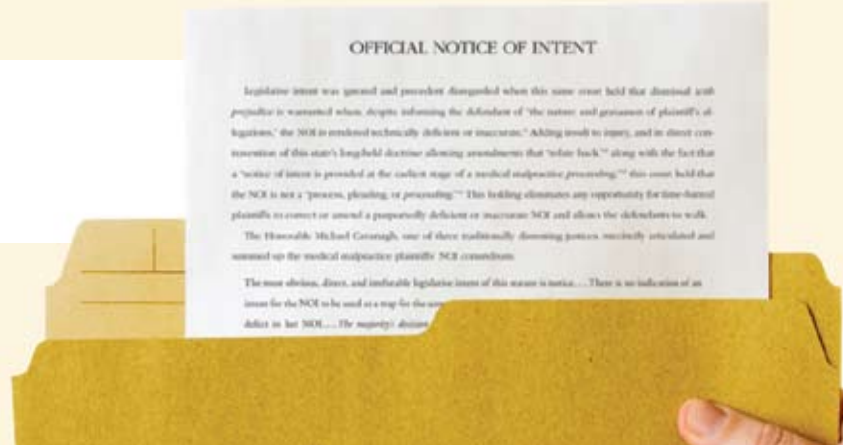 OFFICIAL NOTICE OF INTENT
Legislative intent was ignored and precedent disregarded when this same court held that dismissal with
prejudice is warranted when, despite informing the defendant of "the nature and gravamen of plaintiff's al-
legations," the NOI is rendered technically deficient or inaccurate." Adding insult to injury, and in direct con-
travention of this state's long-held doctrine allowing amendments that "relate back"" along with the fact that
a "notice of intent is provided at the earliest stage of a medical malpractice proceeding,"" this court held that
the NOI is not a "process, pleading, or proceeding."" This holding eliminates any opportunity for time-barred
plaintiffs to correct or amend a purportedly deficient or inaccurate NOI and allows the defendants to walk.
The Honorable Michael Cavanagh, one of three traditionally dissenting justices, succinctly articulated and
summed up the medical malpractice plaintiffs' NOI conundrum:
The most obvious, direct, and irrefutable legislative intent of this statute is notice.... There is no indication of an
intent for the NOI to be used as a trap for the
defect in her NOI.... The majority's decision